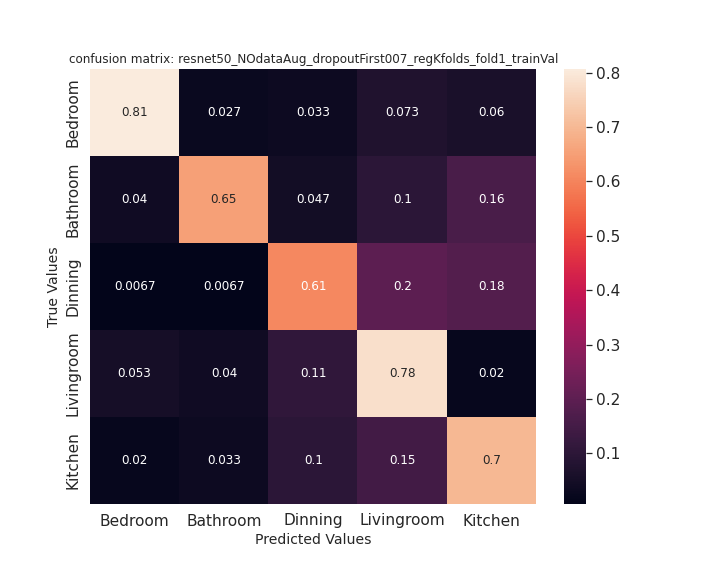 confusion matrix: resnet50_NOdataAug_dropoutFirst007_regKfolds_fold1_trainVal
True Values
Bedroom 0.81 0.027 0.033 0.073 0.06
Bathroom 0.04 0.65 0.047 0.1 0.16
Dinning 0.0067 0.0067 0.61 0.2 0.18
Livingroom 0.053 0.04 0.11 0.78 0.02
Kitchen 0.02 0.033 0.1 0.15 0.7
Bedroom Bathroom Dinning Livingroom Kitchen
Predicted Values
0.8
0.7
0.6
0.5
0.4
0.3
0.2
0.1